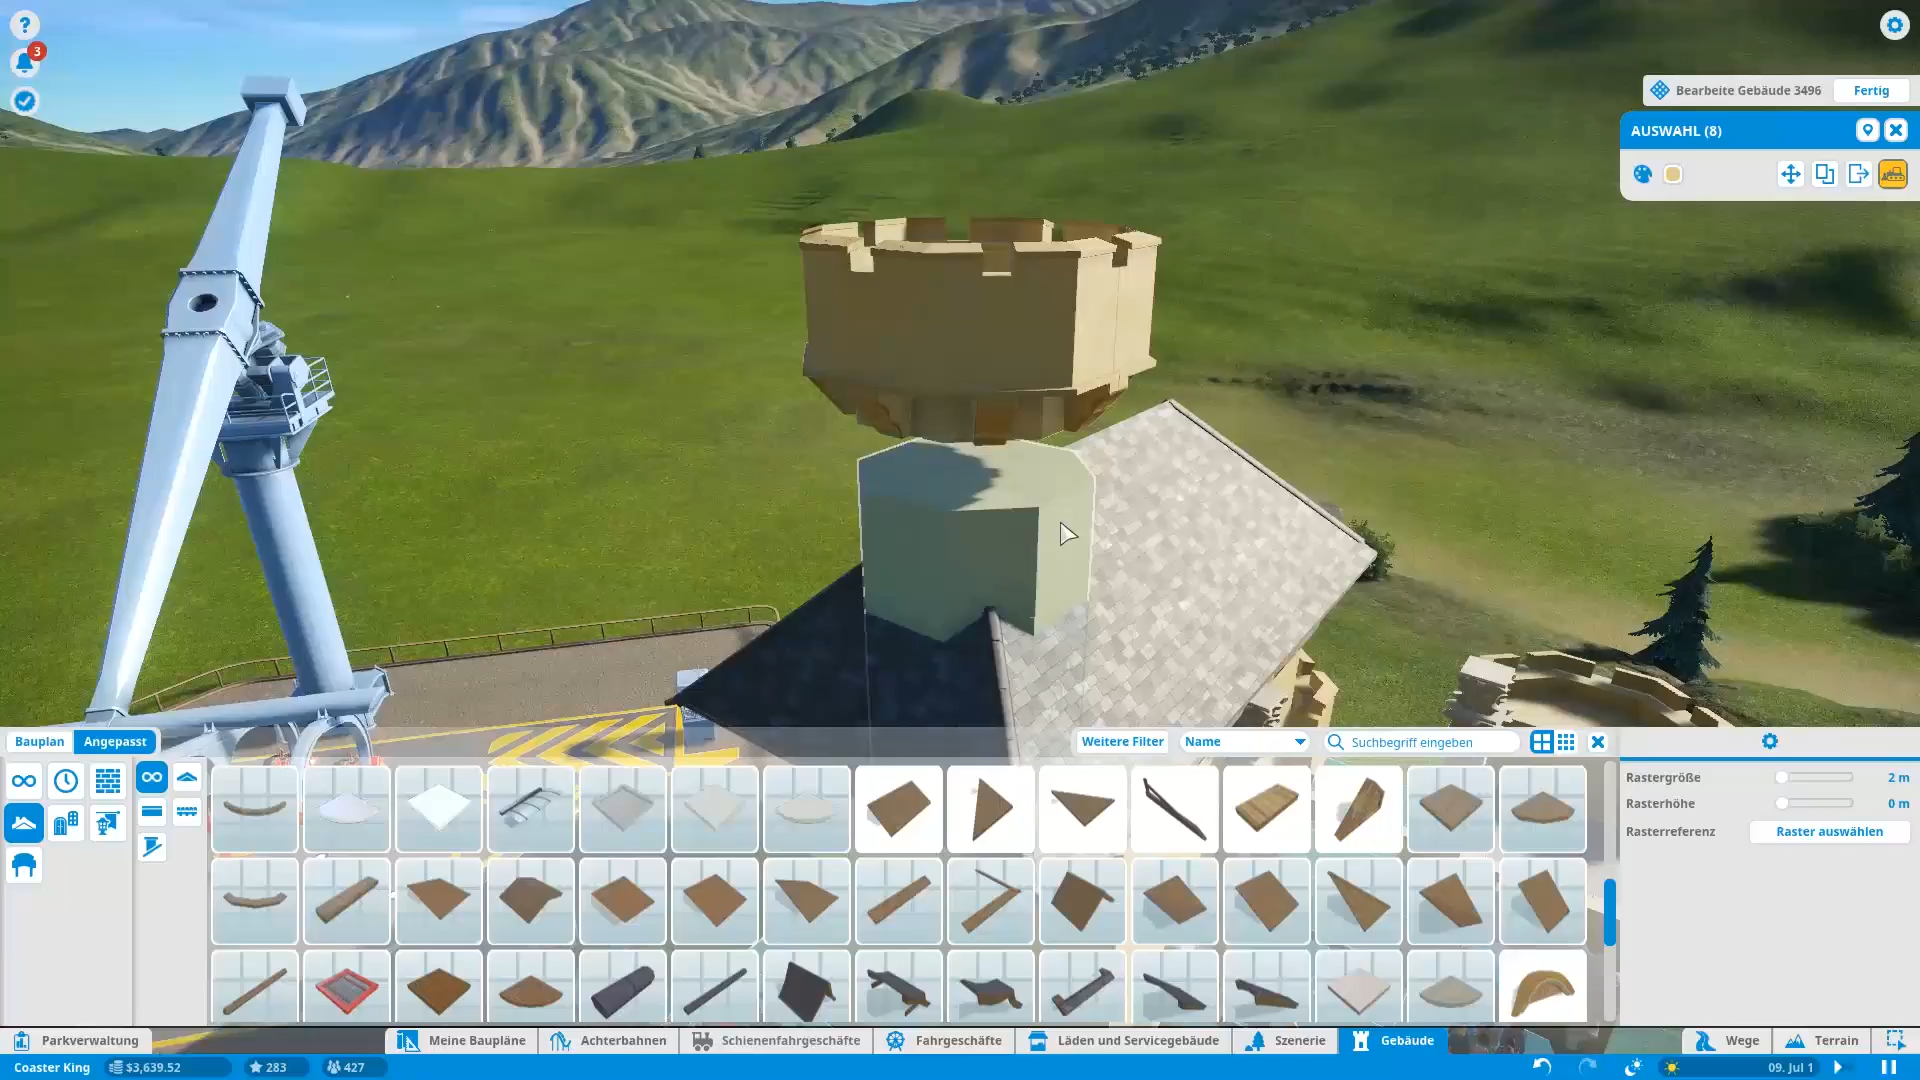 ?
3
Bearbeite Gebäude 3496
Fertig
AUSWAHL (8)
Bauplan
Angepasst
Weitere Filter
Name
Suchbegriff eingeben
Rastergröße
2 m
Rasterhöhe
0 m
Rasterreferenz
Raster auswählen
Parkverwaltung
Meine Baupläne
Achterbahnen
Schienenfahrgeschäfte
Fahrgeschäfte
Läden und Servicegebäude
Szenerie
Gebäude
Wege
Terrain
Coaster King
$3,639.52
283
427
09. Jul 1